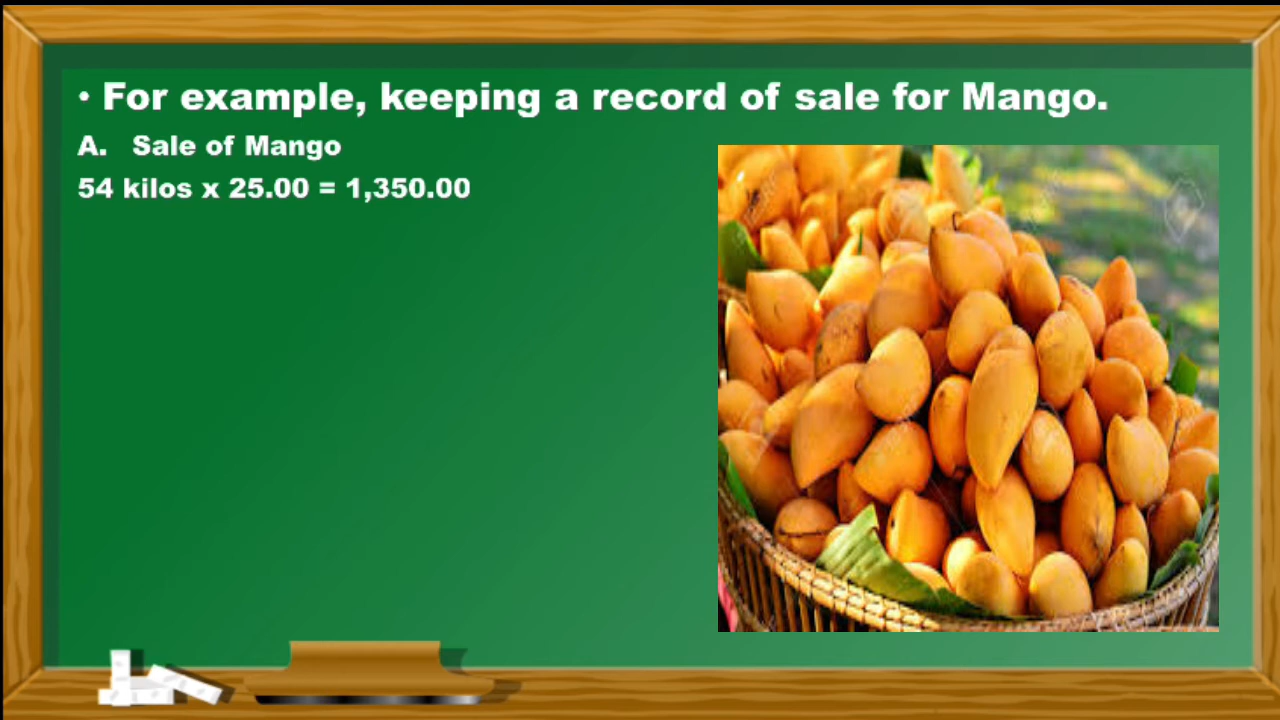 • For example, keeping a record of sale for Mango.
A. Sale of Mango
54 kilos x 25.00 = 1,350.00